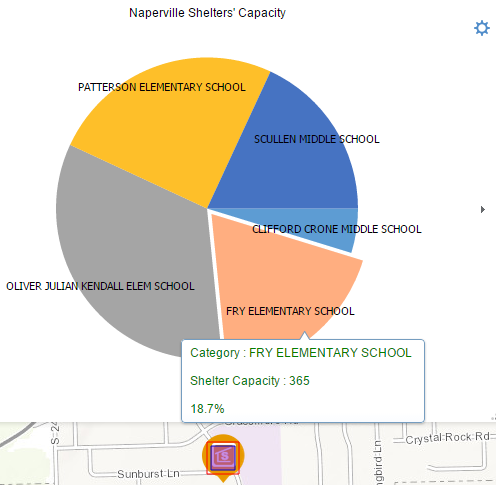 Naperville Shelters' Capacity
PATTERSON ELEMENTARY SCHOOL
SCULLEN MIDDLE SCHOOL
CLIFFORD CRONE MIDDLE SCHOOL
OLIVER JULIAN KENDALL ELEM SCHOOL
FRY ELEMENTARY SCHOOL
Category : FRY ELEMENTARY SCHOOL
Shelter Capacity : 365
18.7%
Crystal Rock Rd
Sunburst Ln
S